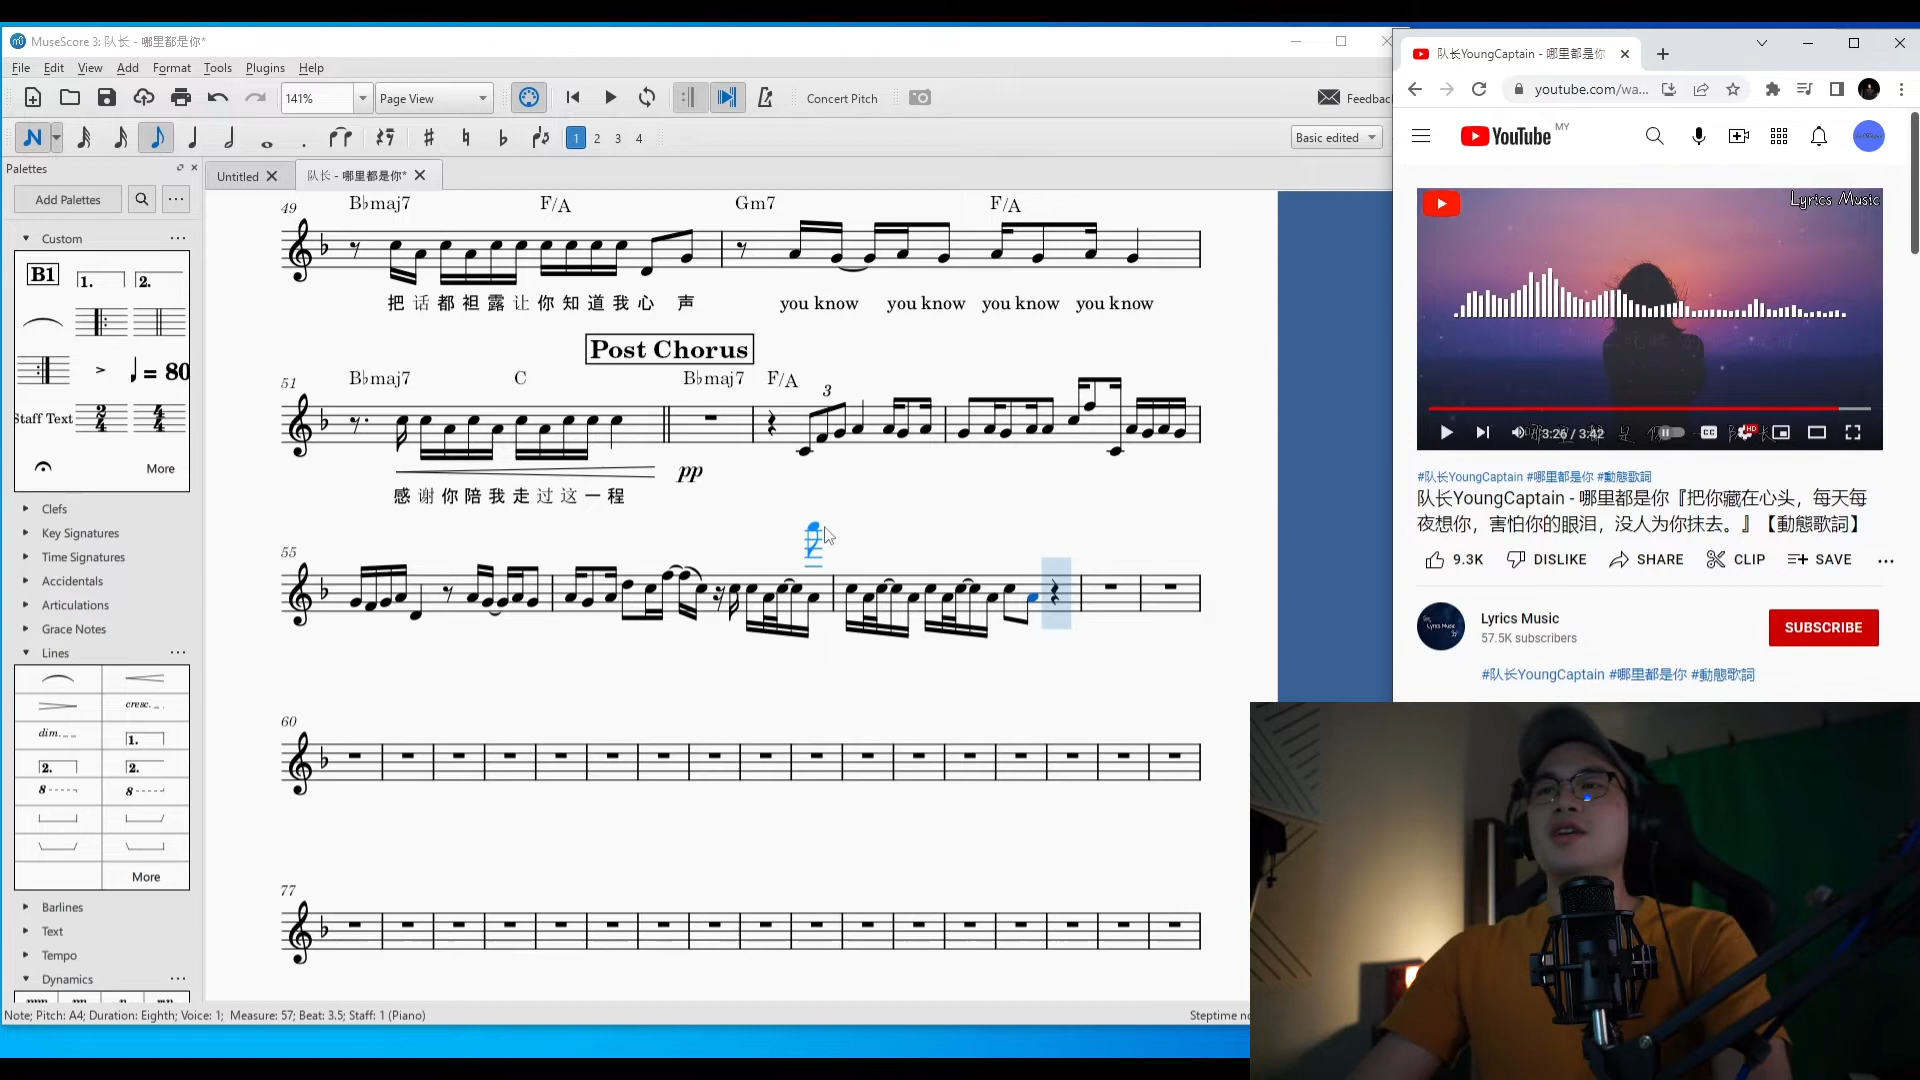 MuseScore 3: 队长 - 哪里都是你*
File Edit View Add Format Tools Plugins Help
141% Page View Concert Pitch Feedbac
1 2 3 4 Basic edited
Palettes
Untitled 队长 - 哪里都是你*
Add Palettes
Custom
B1 1. 2.
= 80
Staff Text 2 4 4 4
More
Clefs
Key Signatures
Time Signatures
Accidentals
Articulations
Grace Notes
Lines
cresc.
dim. 1.
2. 2.
8 8
More
Barlines
Text
Tempo
Dynamics
49 B♭maj7 F/A Gm7 F/A
把 话 都 袒 露 让 你 知 道 我 心 声 you know you know you know you know
Post Chorus
51 B♭maj7 C B♭maj7 F/A 3
pp
感 谢 你 陪 我 走 过 这 一 程
55
60
77
Note; Pitch: A4; Duration: Eighth; Voice: 1; Measure: 57; Beat: 3.5; Staff: 1 (Piano)
Steptime no
队长YoungCaptain - 哪里都是你
youtube.com/wa...
YouTube MY
Lyrics Music
3:26 / 3:42
#队长YoungCaptain #哪里都是你 #動態歌詞
队长YoungCaptain - 哪里都是你『把你藏在心头，每天每
夜想你，害怕你的眼泪，没人为你抹去。』【動態歌詞】
9.3K DISLIKE SHARE CLIP SAVE
Lyrics Music
57.5K subscribers
SUBSCRIBE
#队长YoungCaptain #哪里都是你 #動態歌詞